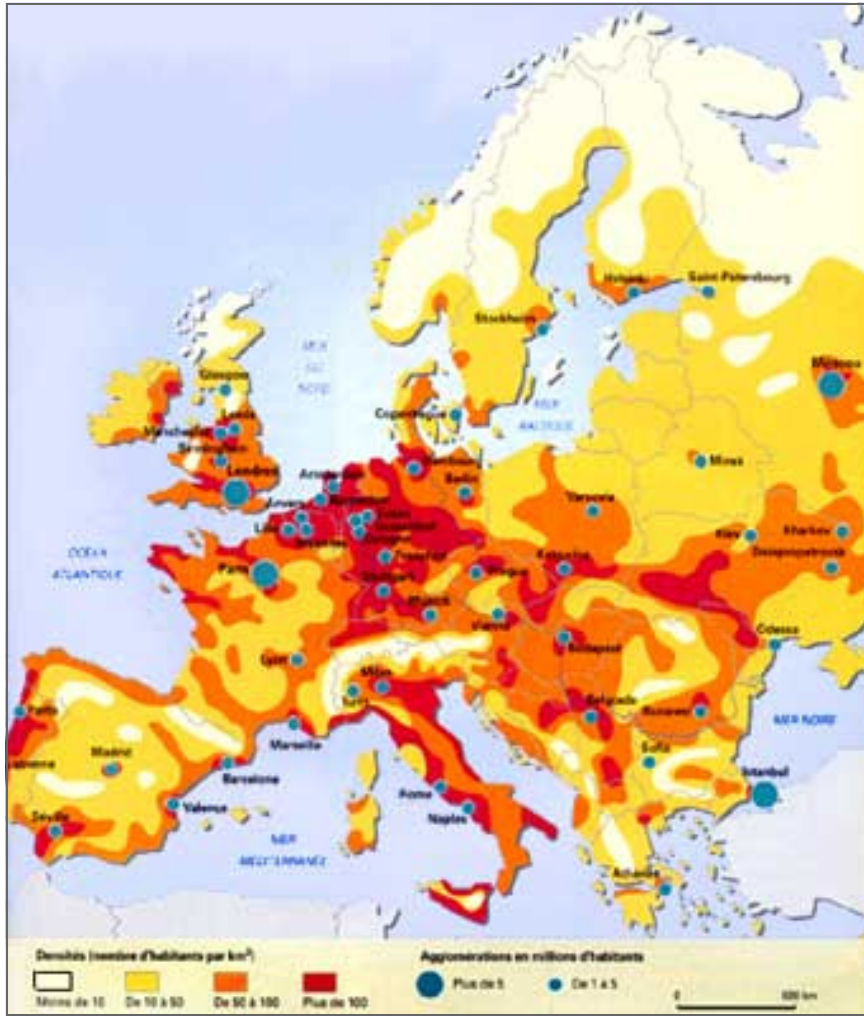 Helsinki
Saint-Petersbourg
Stockholm
MER
DU
NORD
Moscou
Glasgow
Copenhague
MER
BALTIQUE
Leeds
Manchester
Birmingham
Hambourg
Minsk
Londres
Amsterdam
Berlin
Varsovie
Anvers
Essen
Kiev
Kharkov
Lille
Bruxelles
Cologne
Dniepropetrovsk
OCÉAN
ATLANTIQUE
Francfort
Katowice
Paris
Prague
Stuttgart
Munich
Vienne
Odessa
Budapest
Lyon
Milan
Turin
Porto
Belgrade
Bucarest
MER NOIRE
Marseille
Sofia
Madrid
Lisbonne
Barcelone
Istanbul
Rome
Valence
Naples
Séville
MER
MÉDITERRANÉE
Athènes
Densités (nombre d'habitants par km²)
Agglomérations en millions d'habitants
Plus de 5
De 1 à 5
Moins de 10
De 10 à 50
De 50 à 100
Plus de 100
0
500 km